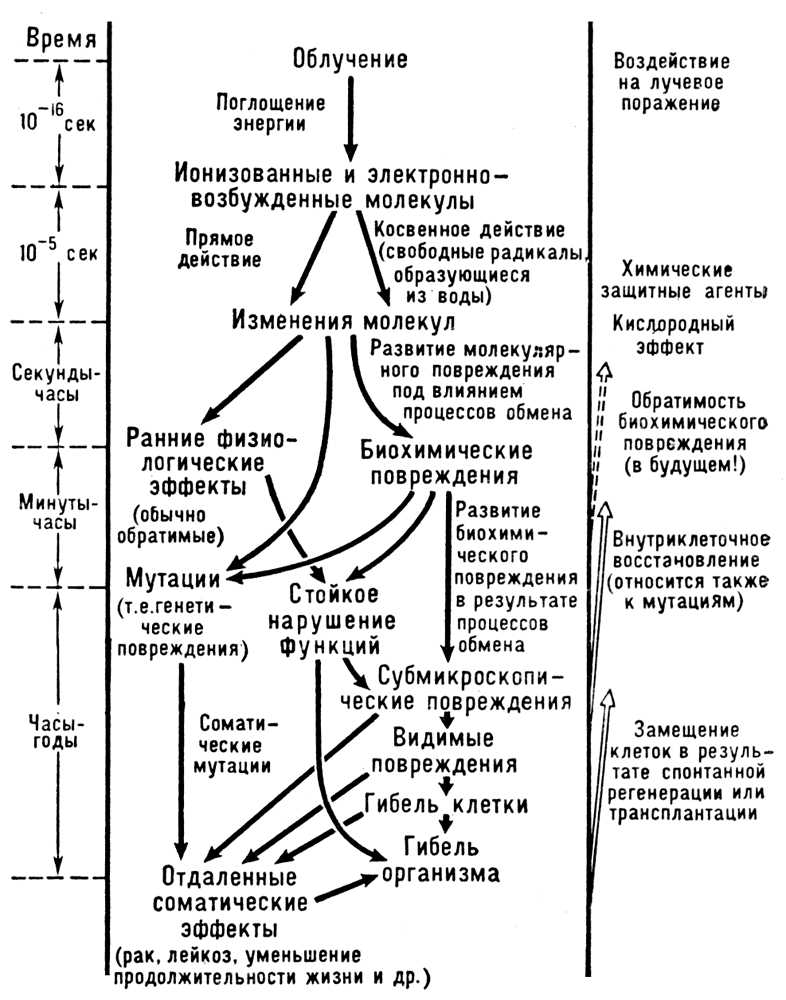 Время
10⁻¹⁶ сек
10⁻⁵ сек
Секунды-
часы
Минуты-
часы
Часы-
годы
Облучение
Поглощение
энергии
Ионизованные и электронно-
возбужденные молекулы
Прямое
действие
Косвенное действие
(свободные радикалы,
образующиеся
из воды)
Изменения молекул
Развитие молекуляр-
ного повреждения
под влиянием
процессов обмена
Ранние физио-
логические
эффекты
(обычно
обратимые)
Биохимические
повреждения
Развитие
биохими-
ческого
повреждения
в результате
процессов
обмена
Мутации
(т.е.генети-
ческие
повреждения)
Стойкое
нарушение
функций
Субмикроскопи-
ческие повреждения
Соматич-
еские
мутации
Видимые
повреждения
Гибель клетки
Гибель
организма
Отдаленные
соматические
эффекты
(рак, лейкоз, уменьшение
продолжительности жизни и др.)
Воздействие
на лучевое
поражение
Химические
защитные агенты
Кислородный
эффект
Обратимость
биохимического
повреждения
(в будущем!)
Внутриклеточное
восстановление
(относится также
к мутациям)
Замещение
клеток в резуль-
тате спонтанной
регенерации или
трансплантации